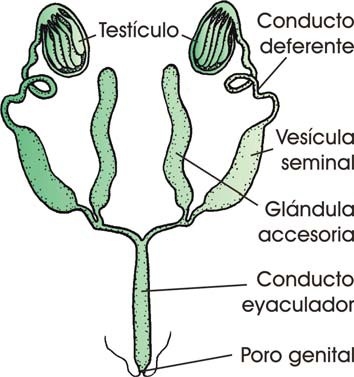 Testículo
Conducto
deferente
Vesícula
seminal
Glándula
accesoria
Conducto
eyaculador
Poro genital